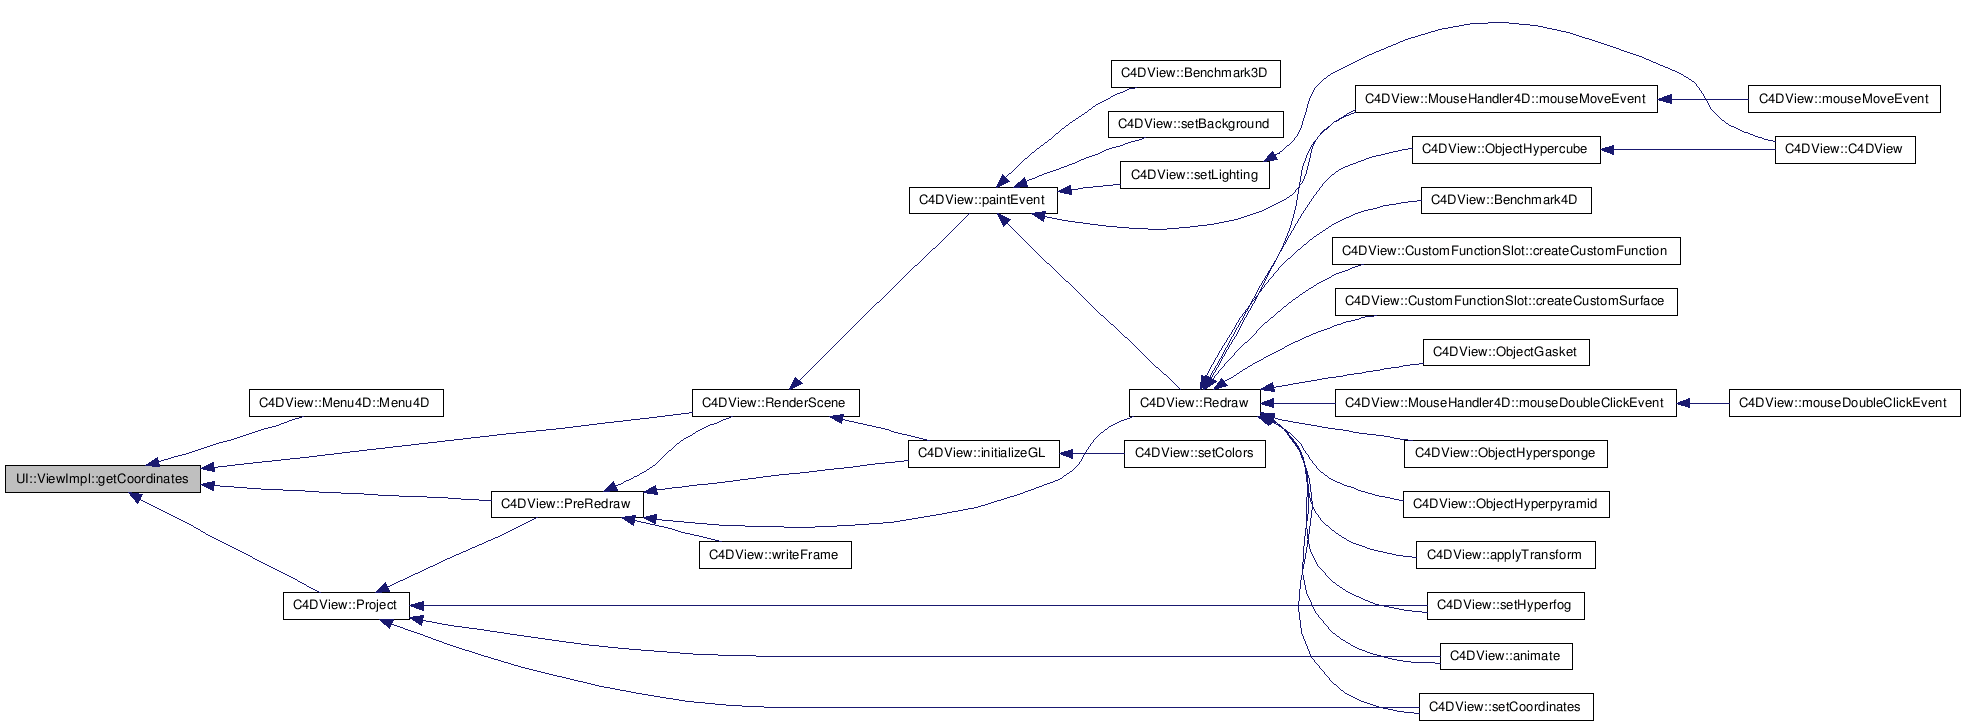 C4DView::Benchmark3D
C4DView::MouseHandler4D::mouseMoveEvent
C4DView::mouseMoveEvent
C4DView::setBackground
C4DView::ObjectHypercube
C4DView::C4DView
C4DView::setLighting
C4DView::paintEvent
C4DView::Benchmark4D
C4DView::CustomFunctionSlot::createCustomFunction
C4DView::CustomFunctionSlot::createCustomSurface
C4DView::ObjectGasket
C4DView::Menu4D::Menu4D
C4DView::RenderScene
C4DView::Redraw
C4DView::MouseHandler4D::mouseDoubleClickEvent
C4DView::mouseDoubleClickEvent
C4DView::initializeGL
C4DView::setColors
C4DView::ObjectHypersponge
UI::ViewImpl::getCoordinates
C4DView::PreRedraw
C4DView::ObjectHyperpyramid
C4DView::writeFrame
C4DView::applyTransform
C4DView::Project
C4DView::setHyperfog
C4DView::animate
C4DView::setCoordinates